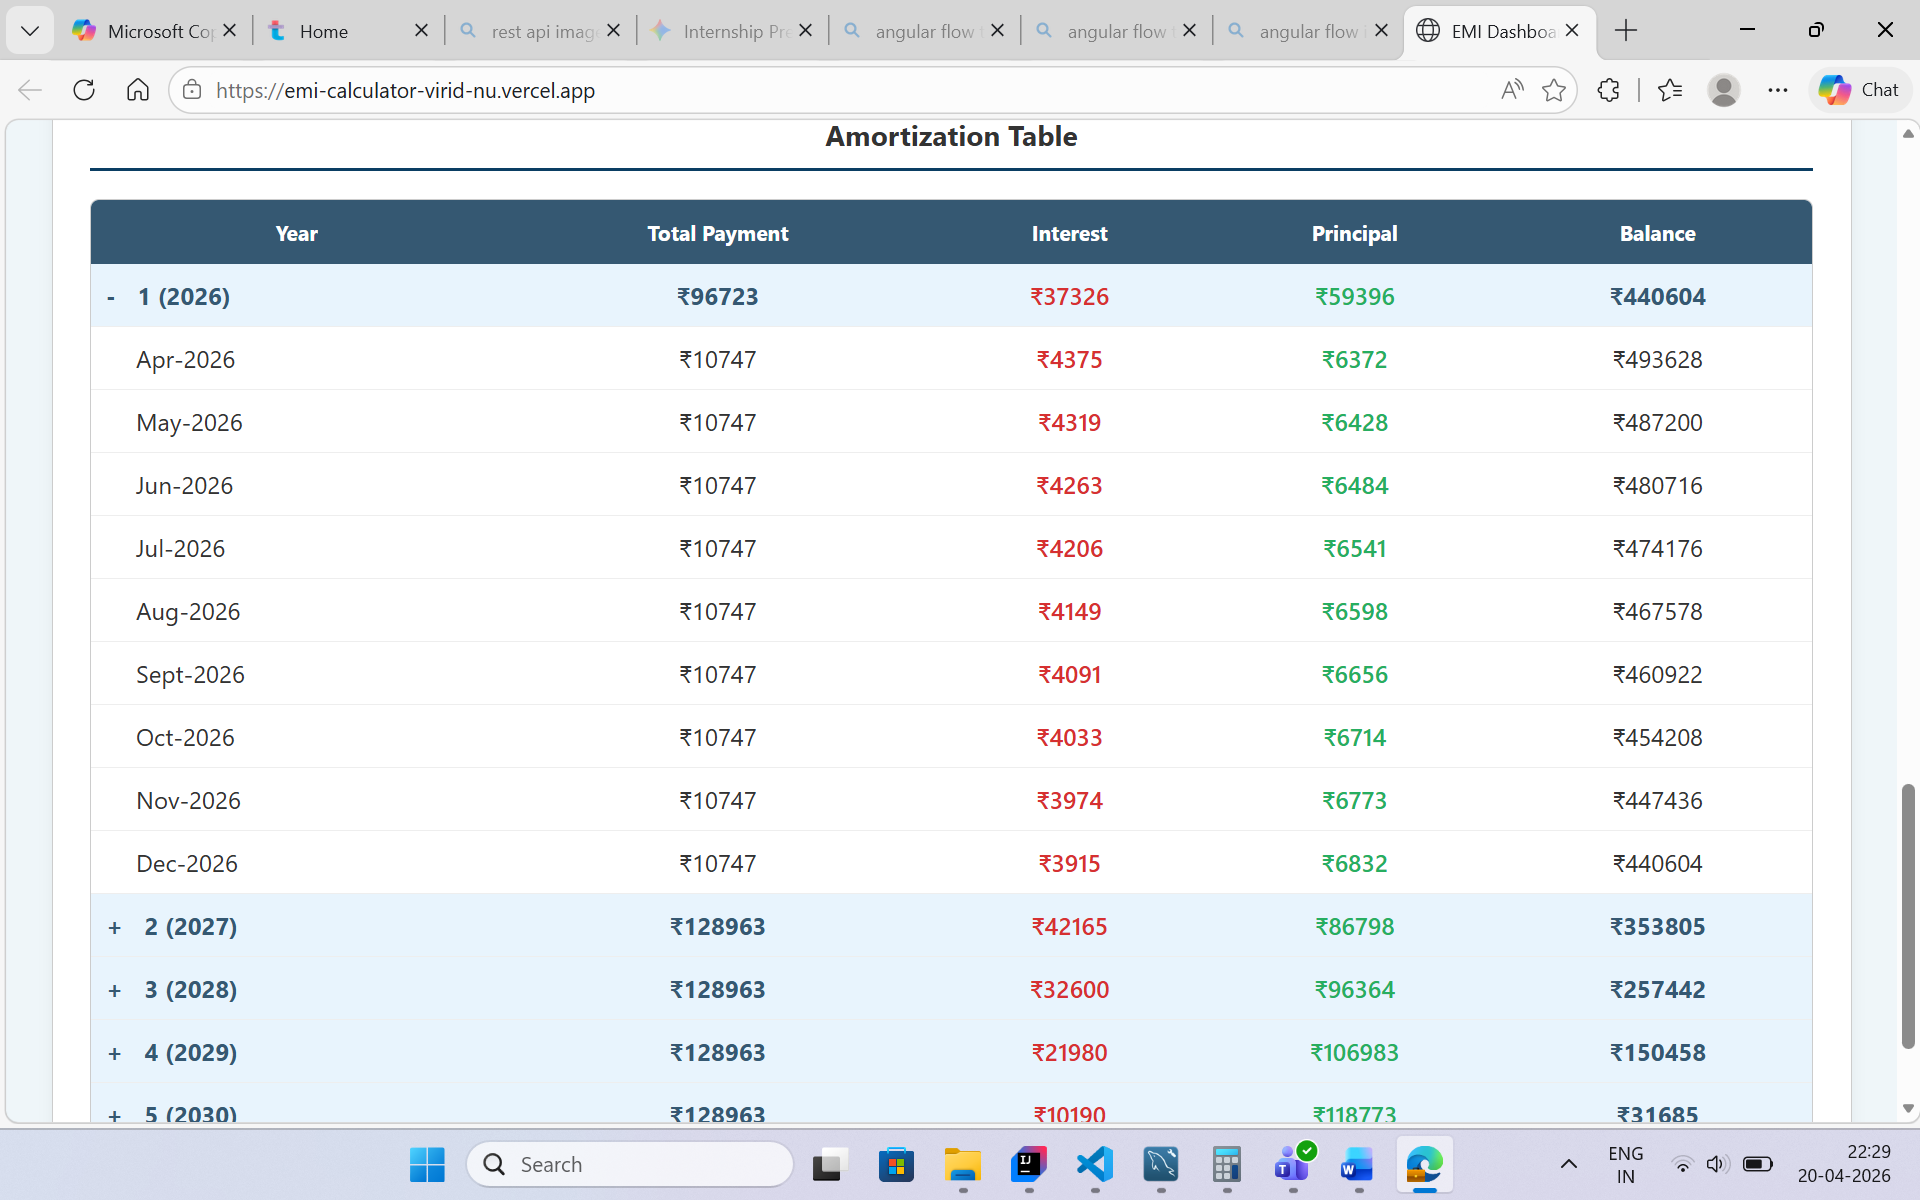 Microsoft Cop
Home
rest api imag
Internship Pre
angular flow
angular flow
angular flow
EMI Dashboa
https://emi-calculator-virid-nu.vercel.app
Chat
Amortization Table
Year Total Payment Interest Principal Balance
- 1 (2026) ₹96723 ₹37326 ₹59396 ₹440604
Apr-2026 ₹10747 ₹4375 ₹6372 ₹493628
May-2026 ₹10747 ₹4319 ₹6428 ₹487200
Jun-2026 ₹10747 ₹4263 ₹6484 ₹480716
Jul-2026 ₹10747 ₹4206 ₹6541 ₹474176
Aug-2026 ₹10747 ₹4149 ₹6598 ₹467578
Sept-2026 ₹10747 ₹4091 ₹6656 ₹460922
Oct-2026 ₹10747 ₹4033 ₹6714 ₹454208
Nov-2026 ₹10747 ₹3974 ₹6773 ₹447436
Dec-2026 ₹10747 ₹3915 ₹6832 ₹440604
+ 2 (2027) ₹128963 ₹42165 ₹86798 ₹353805
+ 3 (2028) ₹128963 ₹32600 ₹96364 ₹257442
+ 4 (2029) ₹128963 ₹21980 ₹106983 ₹150458
+ 5 (2030) ₹128963 ₹10190 ₹118773 ₹31685
Search
ENG
IN
22:29
20-04-2026